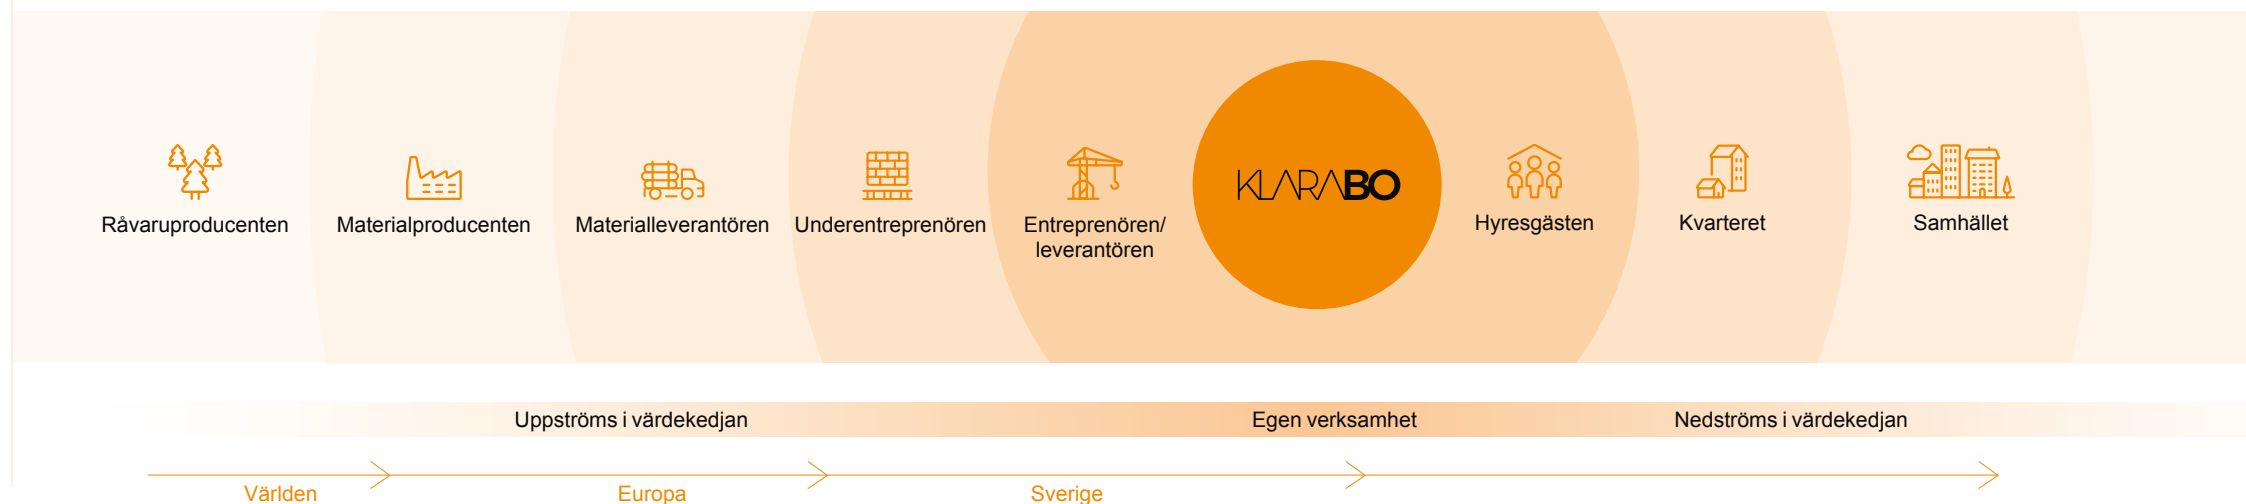 Råvaruproducenten
Materialproducenten
Materialleverantören
Underentreprenören
Entreprenören/
leverantören
KLARABO
Hyresgästen
Kvarteret
Samhället
Uppströms i värdekedjan
Egen verksamhet
Nedströms i värdekedjan
Världen
Europa
Sverige